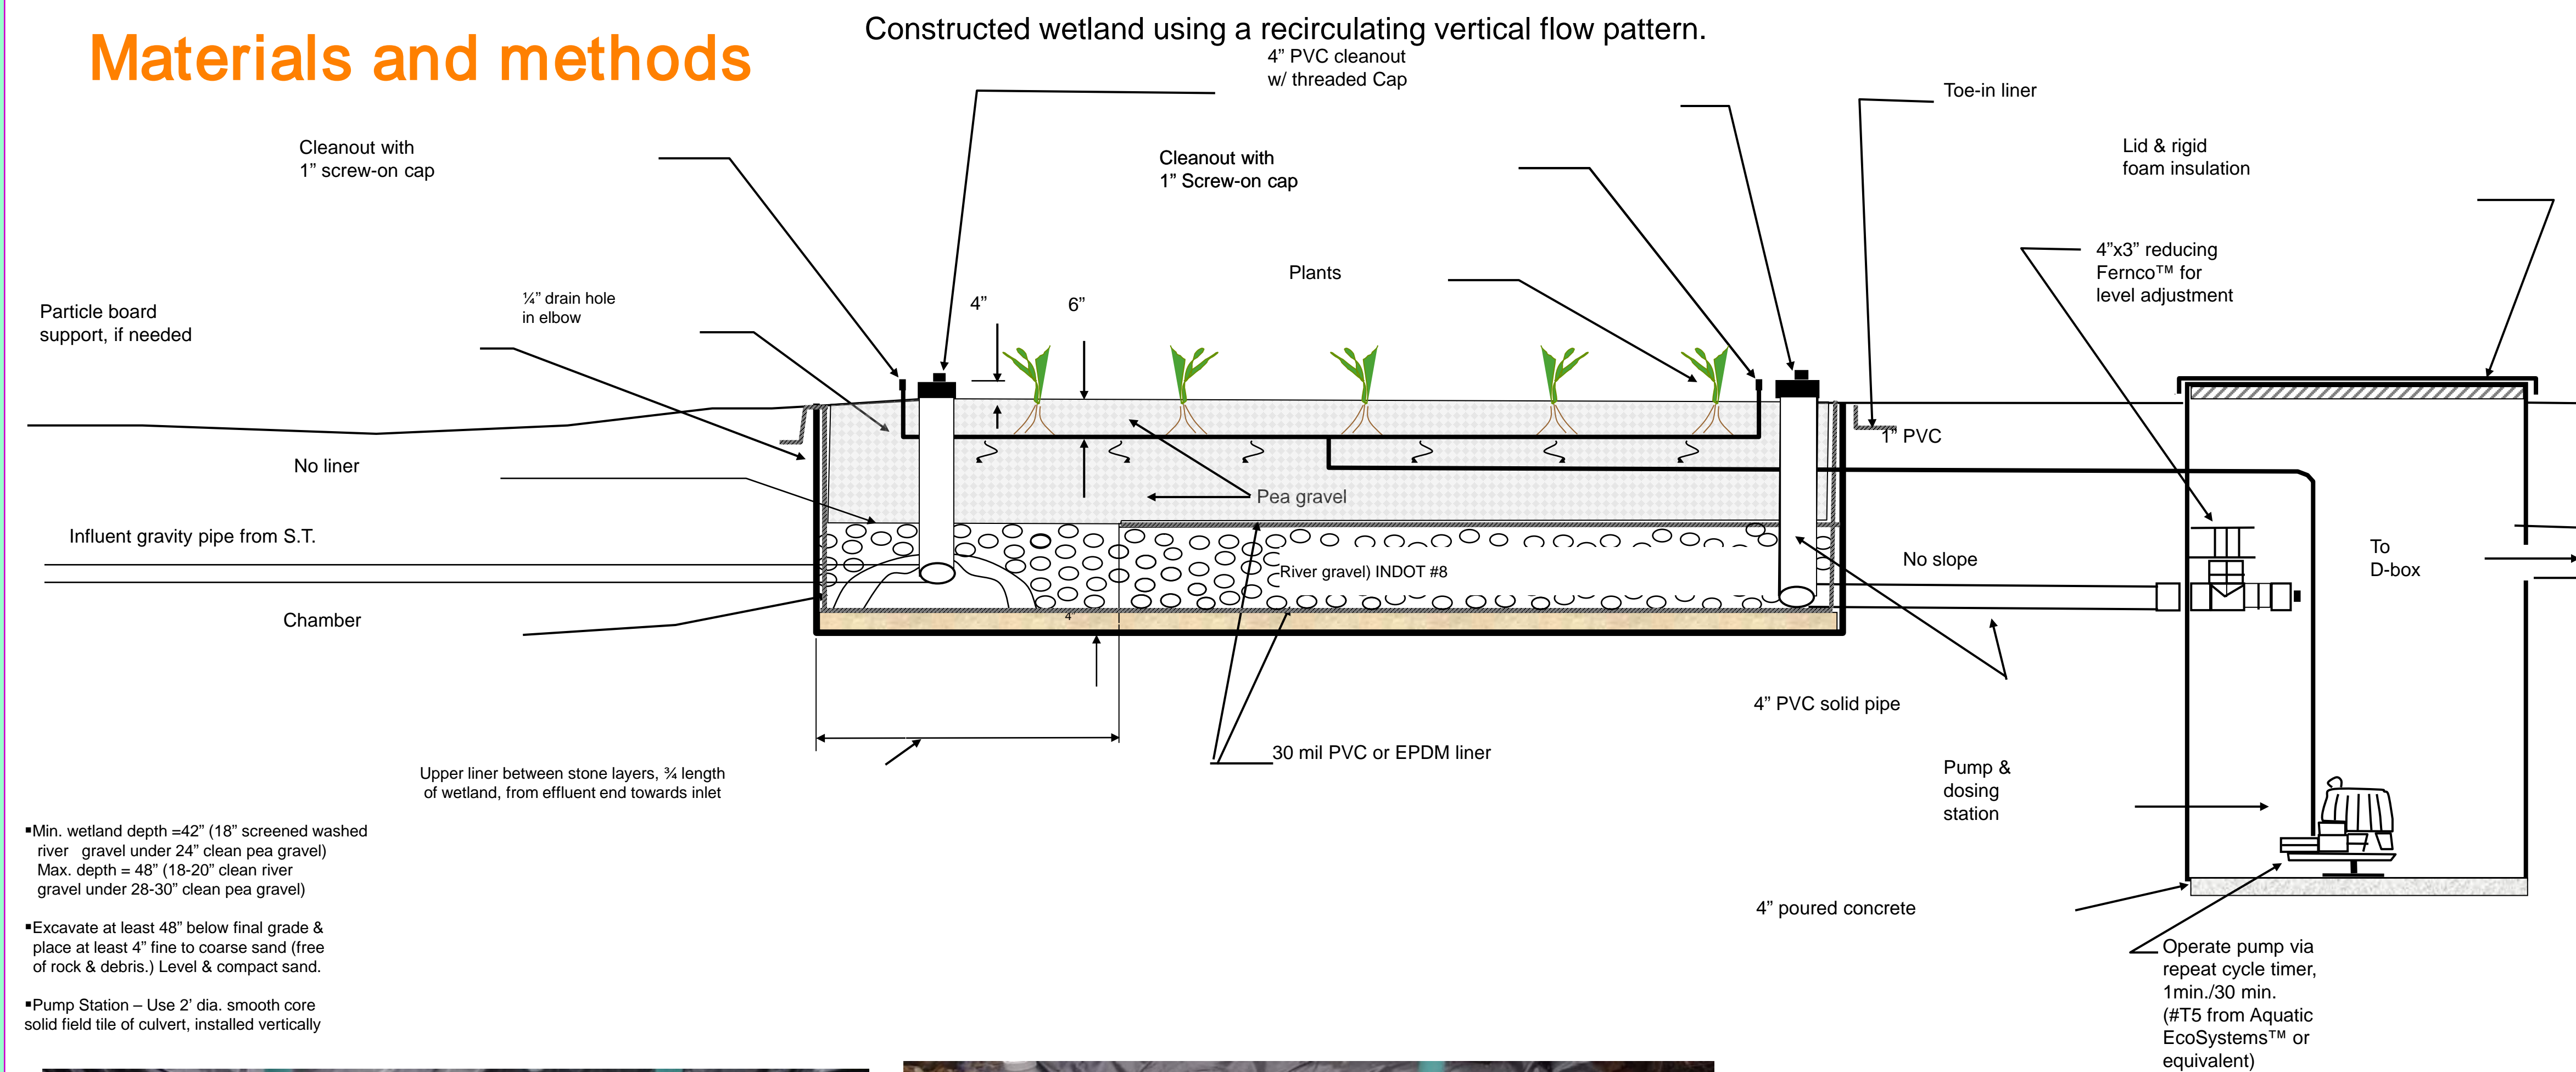 Materials and methods
Constructed wetland using a recirculating vertical flow pattern.
4” PVC cleanout
w/ threaded Cap
Toe-in liner
Cleanout with
1” screw-on cap
Cleanout with
1” Screw-on cap
Lid & rigid
foam insulation
4”x3” reducing
Fernco™ for
level adjustment
Plants
Particle board
support, if needed
¼” drain hole
in elbow
4”
6”
1” PVC
No liner
Pea gravel
Influent gravity pipe from S.T.
River gravel) INDOT #8
No slope
To
D-box
Chamber
4”
4” PVC solid pipe
30 mil PVC or EPDM liner
Upper liner between stone layers, ¾ length
of wetland, from effluent end towards inlet
Pump &
dosing
station
▪Min. wetland depth =42” (18” screened washed
river gravel under 24” clean pea gravel)
Max. depth = 48” (18-20” clean river
gravel under 28-30” clean pea gravel)
▪Excavate at least 48” below final grade &
place at least 4” fine to coarse sand (free
of rock & debris.) Level & compact sand.
▪Pump Station – Use 2’ dia. smooth core
solid field tile of culvert, installed vertically
4” poured concrete
Operate pump via
repeat cycle timer,
1min./30 min.
(#T5 from Aquatic
EcoSystems™ or
equivalent)